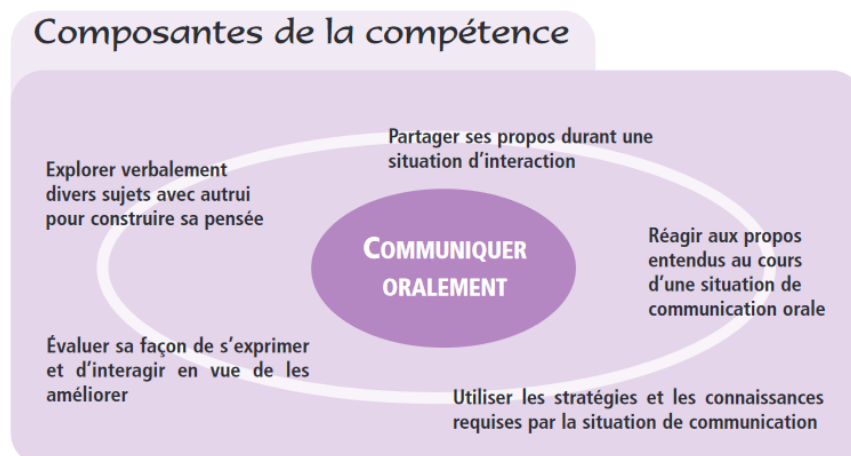 Composantes de la compétence
Partager ses propos durant une
situation d'interaction
Explorer verbalement
divers sujets avec autrui
pour construire sa pensée
COMMUNIQUER
ORALEMENT
Réagir aux propos
entendus au cours
d'une situation de
communication orale
Évaluer sa façon de s'exprimer
et d'interagir en vue de les
améliorer
Utiliser les stratégies et les connaissances
requises par la situation de communication